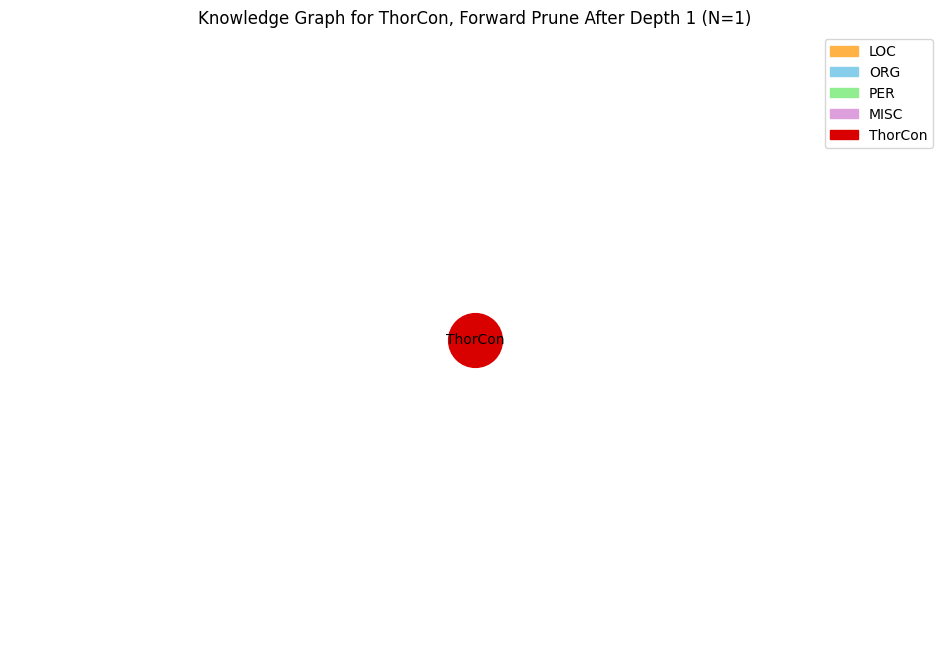 Knowledge Graph for ThorCon, Forward Prune After Depth 1 (N=1)
LOC
ORG
PER
MISC
ThorCon
ThorCon